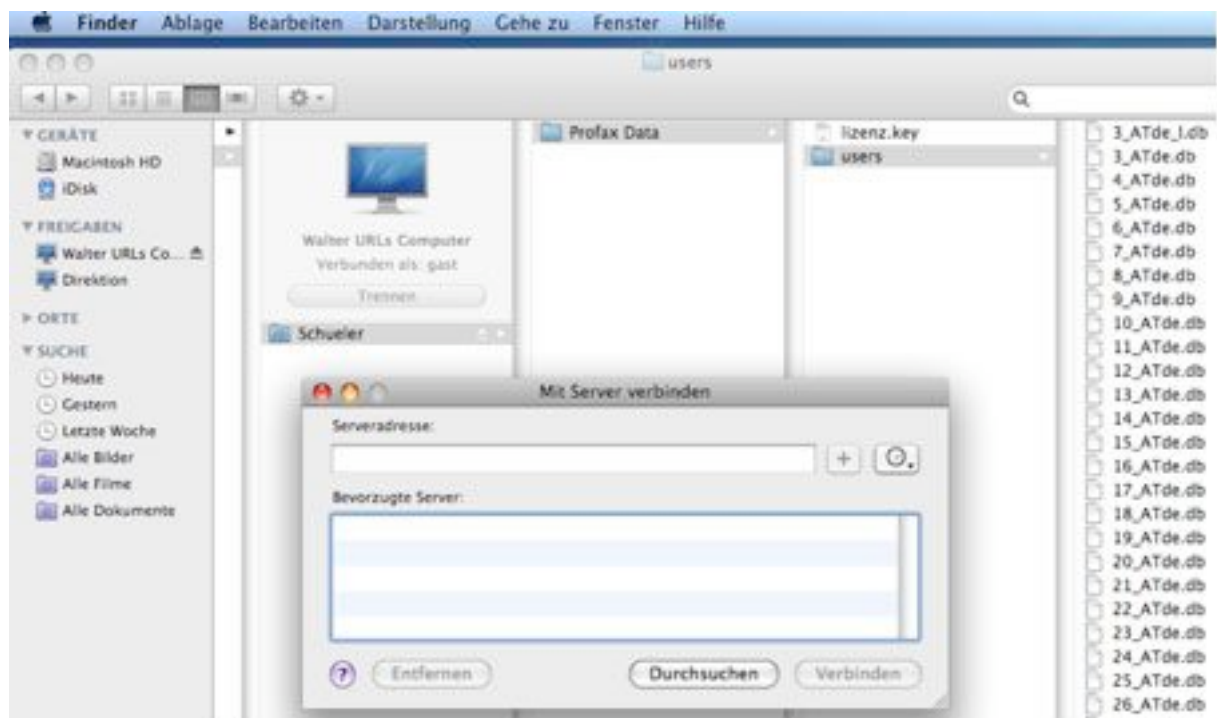 Finder Ablage Bearbeiten Darstellung Gehe zu Fenster Hilfe
users
GERÄTE
Macintosh HD
iDisk
FREIGABEN
Walter URLs Co...
Direktion
ORTE
SUCHE
Heute
Gestern
Letzte Woche
Alle Bilder
Alle Filme
Alle Dokumente
Walter URLs Computer
Verbunden als: gast
Trennen
Schueler
Profax Data
lizenz.key
users
3_ATde_l.db
3_ATde.db
4_ATde.db
5_ATde.db
6_ATde.db
7_ATde.db
8_ATde.db
9_ATde.db
10_ATde.db
11_ATde.db
12_ATde.db
13_ATde.db
14_ATde.db
15_ATde.db
16_ATde.db
17_ATde.db
18_ATde.db
19_ATde.db
20_ATde.db
21_ATde.db
22_ATde.db
23_ATde.db
24_ATde.db
25_ATde.db
26_ATde.db
Mit Server verbinden
Serveradresse:
Bevorzugte Server:
? Entfernen Durchsuchen Verbinden